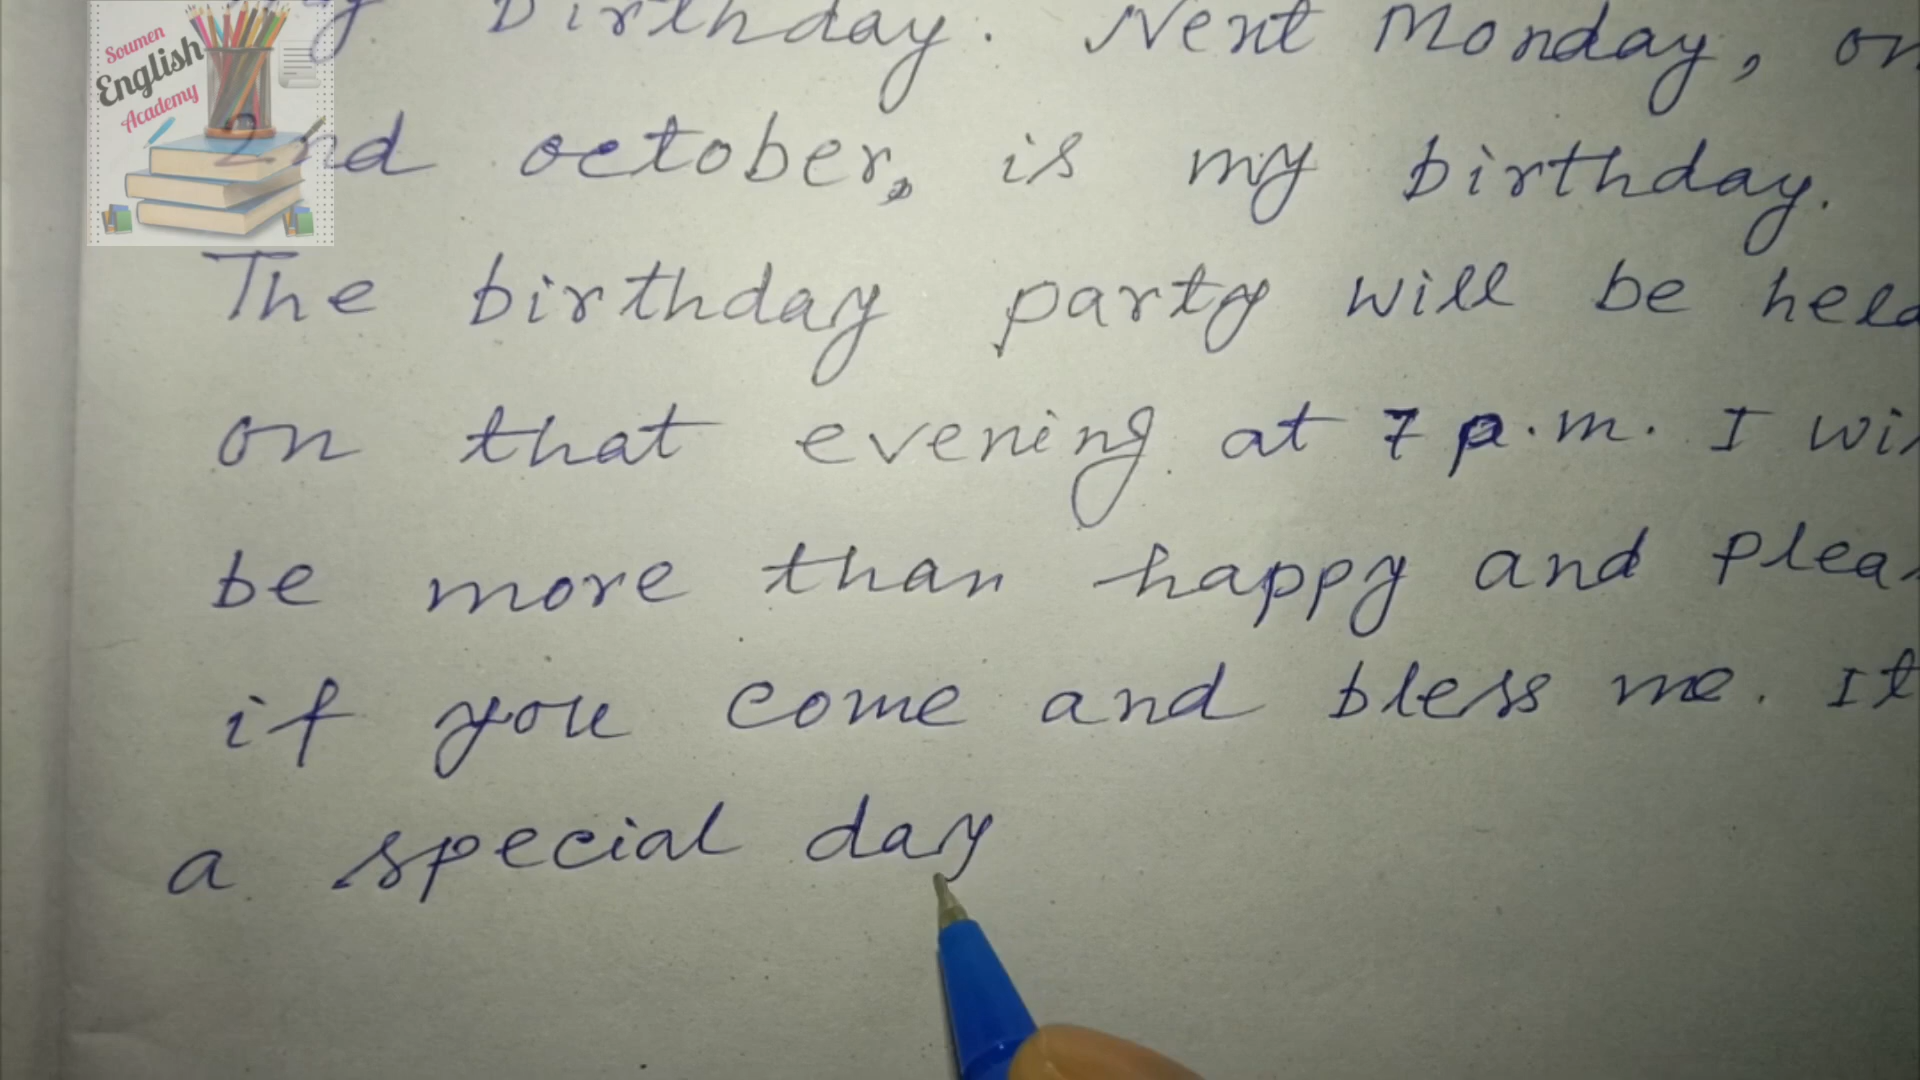 Soumen
English
Academy
my Birthday. Next Monday, on
2nd october, is my birthday.
The birthday party will be held
on that evening at 7 p.m. I wi
be more than happy and plea
if you come and bless me. It
a special day